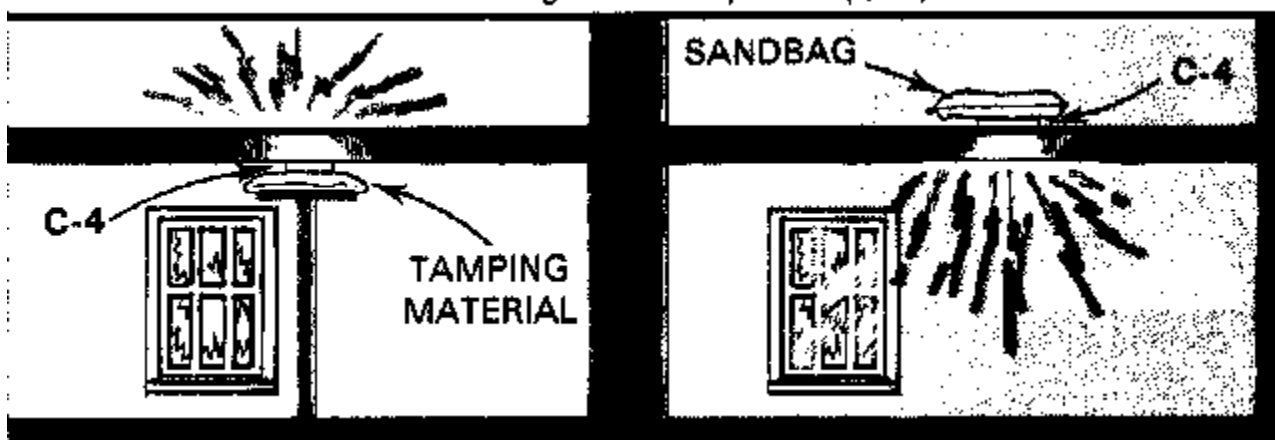 C-4
TAMPING
MATERIAL
SANDBAG
C-4